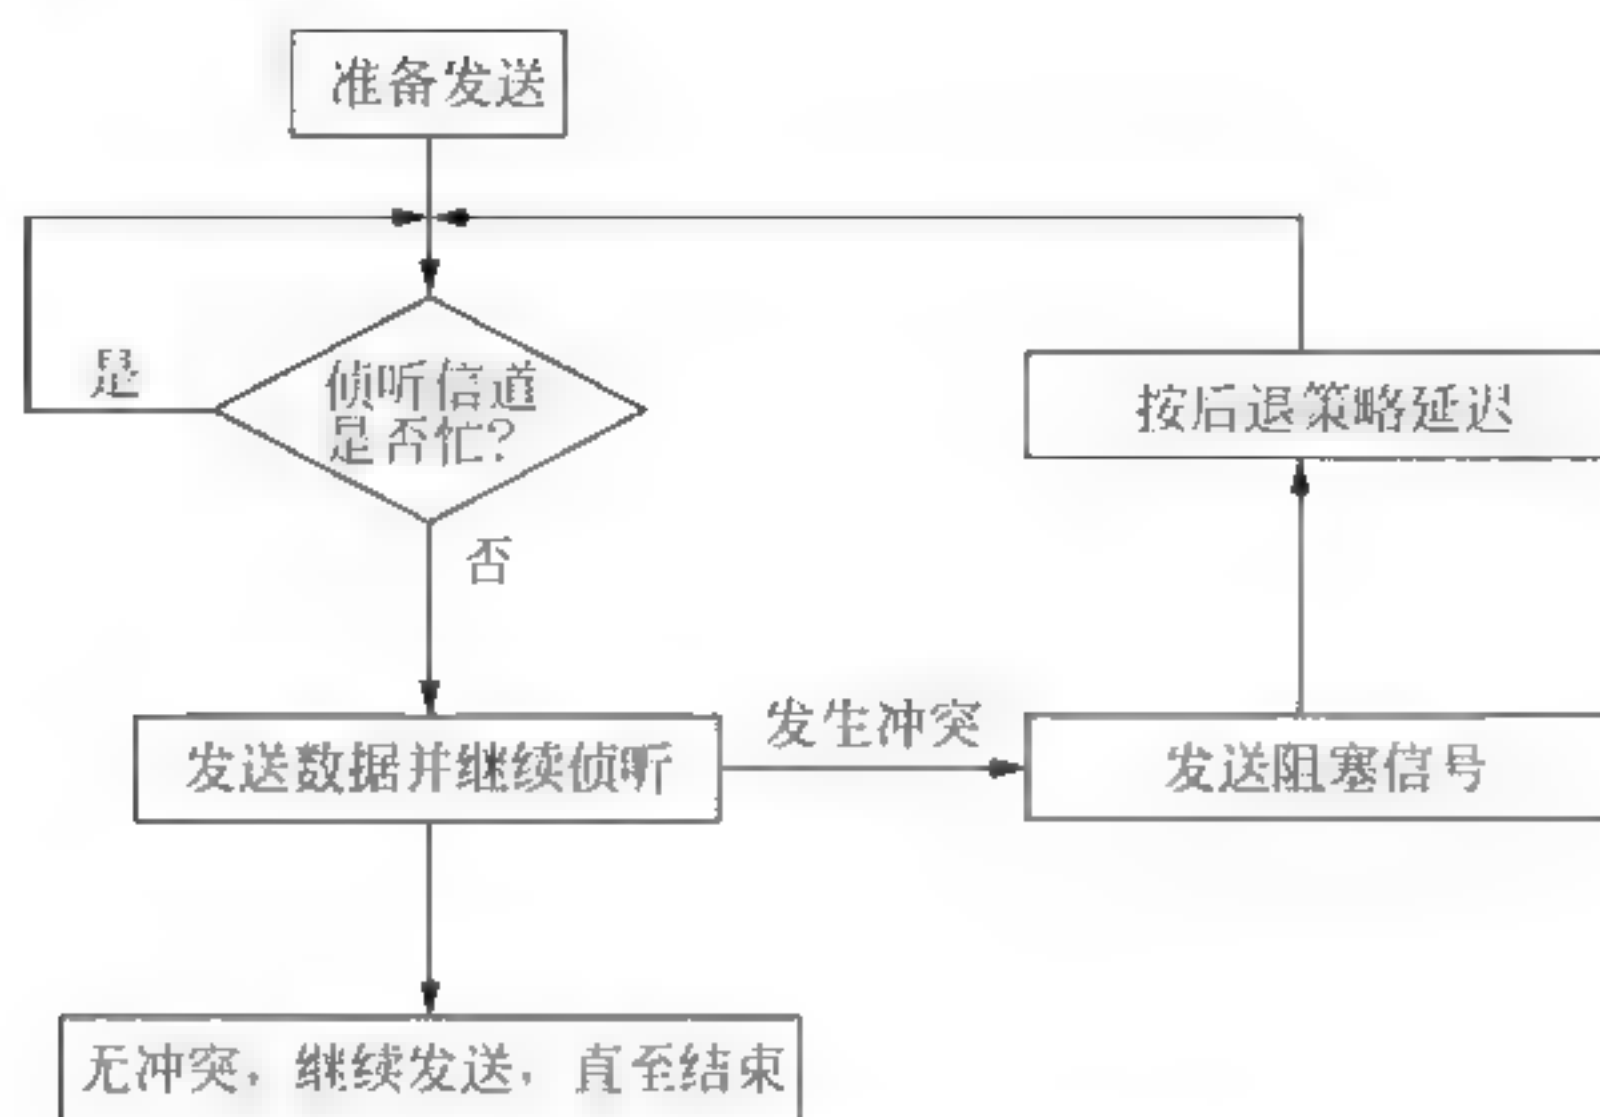 准备发送
是
侦听信道
是否忙?
按后退策略延迟
否
发生冲突
发送数据并继续侦听
发送阻塞信号
无冲突，继续发送，直至结束